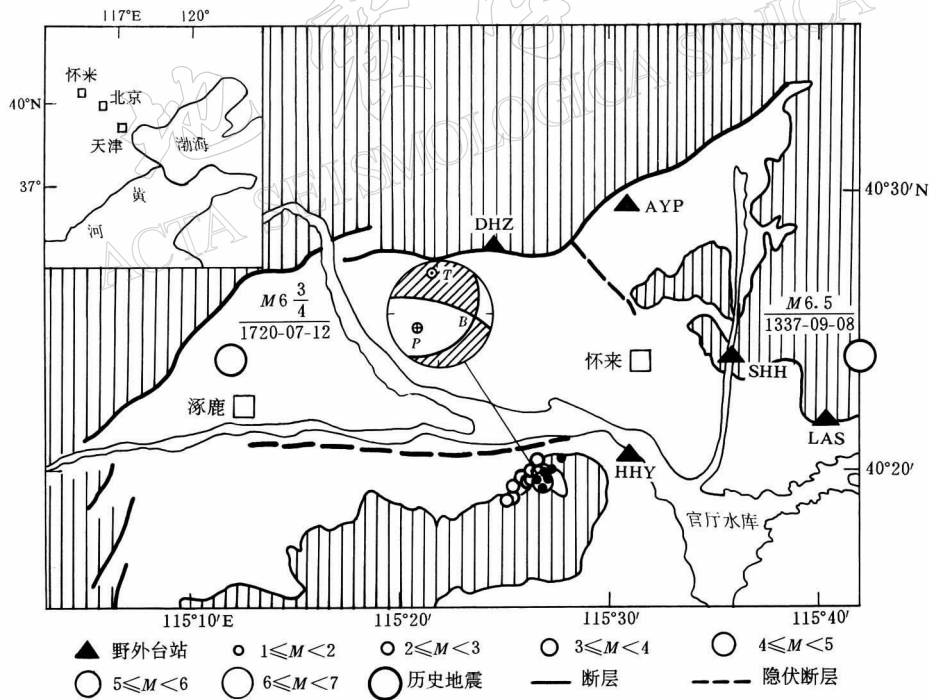 117°E 120°
40°N
37°
怀来
北京
天津
渤海
黄
河
ACTA SEISMOLOGICA SINICA
40°30′N
AYP
DHZ
T
B
P
M6 3/4
1720-07-12
M6.5
1337-09-08
怀来
SHH
涿鹿
LAS
HHY
40°20′
官厅水库
115°10′E 115°20′ 115°30′ 115°40′
野外台站 1≤M<2 2≤M<3 3≤M<4 4≤M<5
5≤M<6 6≤M<7 历史地震 断层 隐伏断层